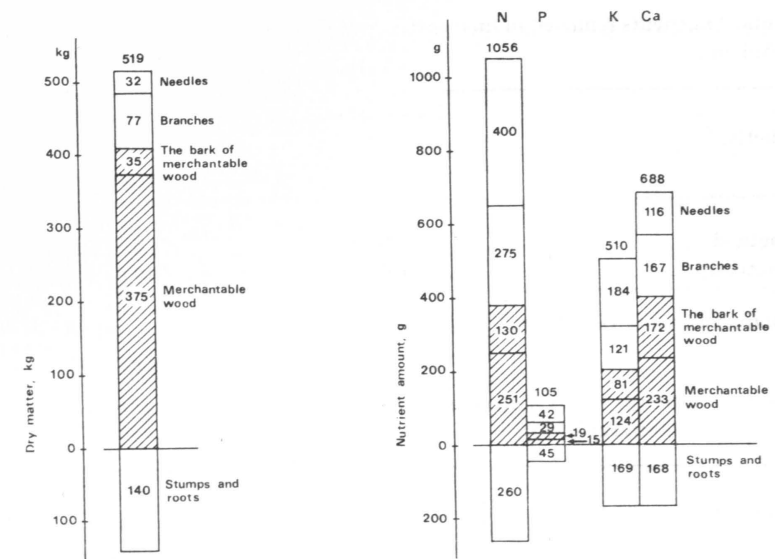 kg
519
500
400
300
200
100
0
100
Dry matter, kg
32
77
35
375
140
Needles
Branches
The bark of
merchantable
wood
Merchantable
wood
Stumps and
roots
N P K Ca
g
1000
800
600
400
200
0
200
Nutrient amount, g
1056
400
275
130
251
260
105
42
29
19
15
45
510
184
121
81
124
169
688
116
167
172
233
168
Needles
Branches
The bark of
merchantable
wood
Merchantable
wood
Stumps and
roots